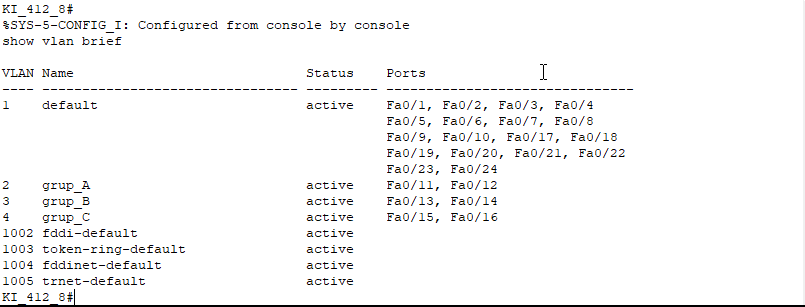 KI_412_8#
%SYS-5-CONFIG_I: Configured from console by console
show vlan brief
VLAN Name                             Status    Ports
---- -------------------------------- --------- -------------------------------
1    default                          active    Fa0/1, Fa0/2, Fa0/3, Fa0/4
                                                Fa0/5, Fa0/6, Fa0/7, Fa0/8
                                                Fa0/9, Fa0/10, Fa0/17, Fa0/18
                                                Fa0/19, Fa0/20, Fa0/21, Fa0/22
                                                Fa0/23, Fa0/24
2    grup_A                           active    Fa0/11, Fa0/12
3    grup_B                           active    Fa0/13, Fa0/14
4    grup_C                           active    Fa0/15, Fa0/16
1002 fddi-default                     active
1003 token-ring-default               active
1004 fddinet-default                  active
1005 trnet-default                    active
KI_412_8#